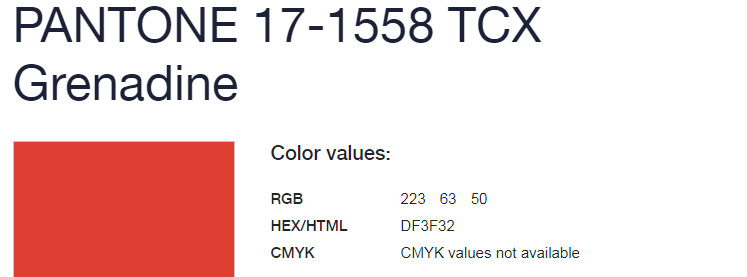 PANTONE 17-1558 TCX
Grenadine
Color values:
RGB 223 63 50
HEX/HTML DF3F32
CMYK CMYK values not available